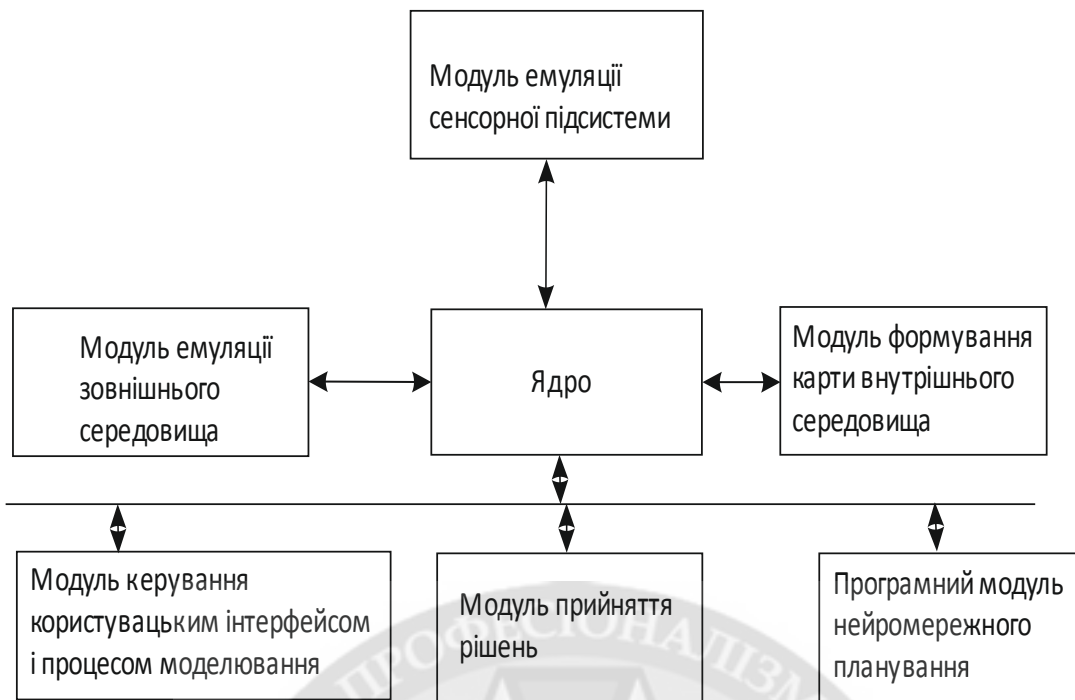 Модуль емуляції
сенсорної підсистеми
Модуль емуляції
зовнішнього
середовища
Ядро
Модуль формування
карти внутрішнього
середовища
Модуль керування
користувацьким інтерфейсом
і процесом моделювання
Модуль прийняття
рішень
Програмний модуль
нейромережного
планування
ПРОФЕСІОНАЛІЗМ